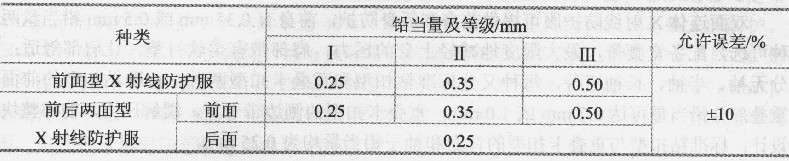 种类 铅当量及等级/mm 允许误差/%
I II III
前面型 X 射线防护服 0.25 0.35 0.50 ±10
前后两面型 前面 0.25 0.35 0.50
X 射线防护服 后面 0.25